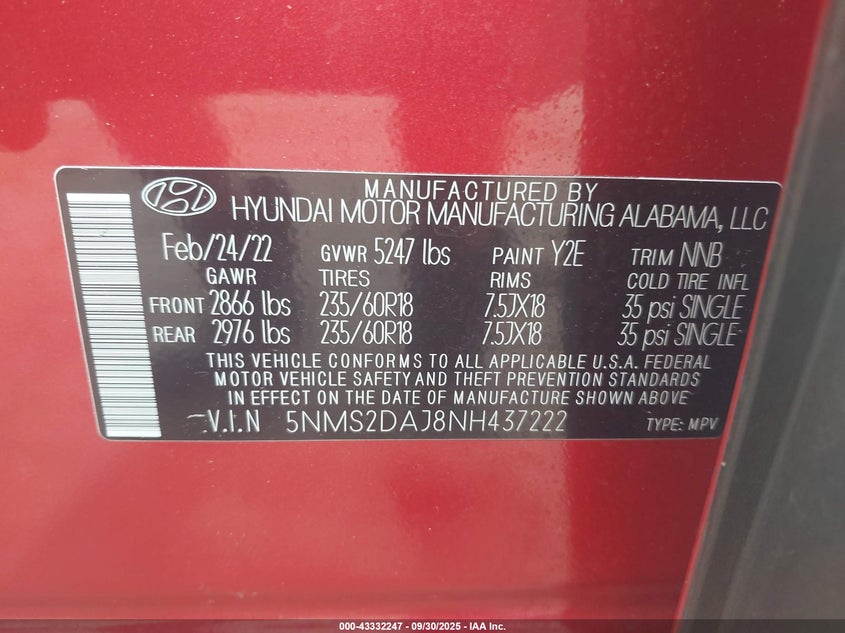 MANUFACTURED BY
HYUNDAI MOTOR MANUFACTURING ALABAMA, LLC
Feb/24/22 GVWR 5247 lbs PAINT Y2E TRIM NNB
GAWR TIRES RIMS COLD TIRE INFL
FRONT 2866 lbs 235/60R18 7.5JX18 35 psi SINGLE
REAR 2976 lbs 235/60R18 7.5JX18 35 psi SINGLE
THIS VEHICLE CONFORMS TO ALL APPLICABLE U.S.A. FEDERAL
MOTOR VEHICLE SAFETY AND THEFT PREVENTION STANDARDS
IN EFFECT ON THE DATE OF MANUFACTURE SHOWN ABOVE
V.I.N 5NMS2DAJ8NH437222 TYPE: MPV
000-43332247 - 09/30/2025 - IAA Inc.